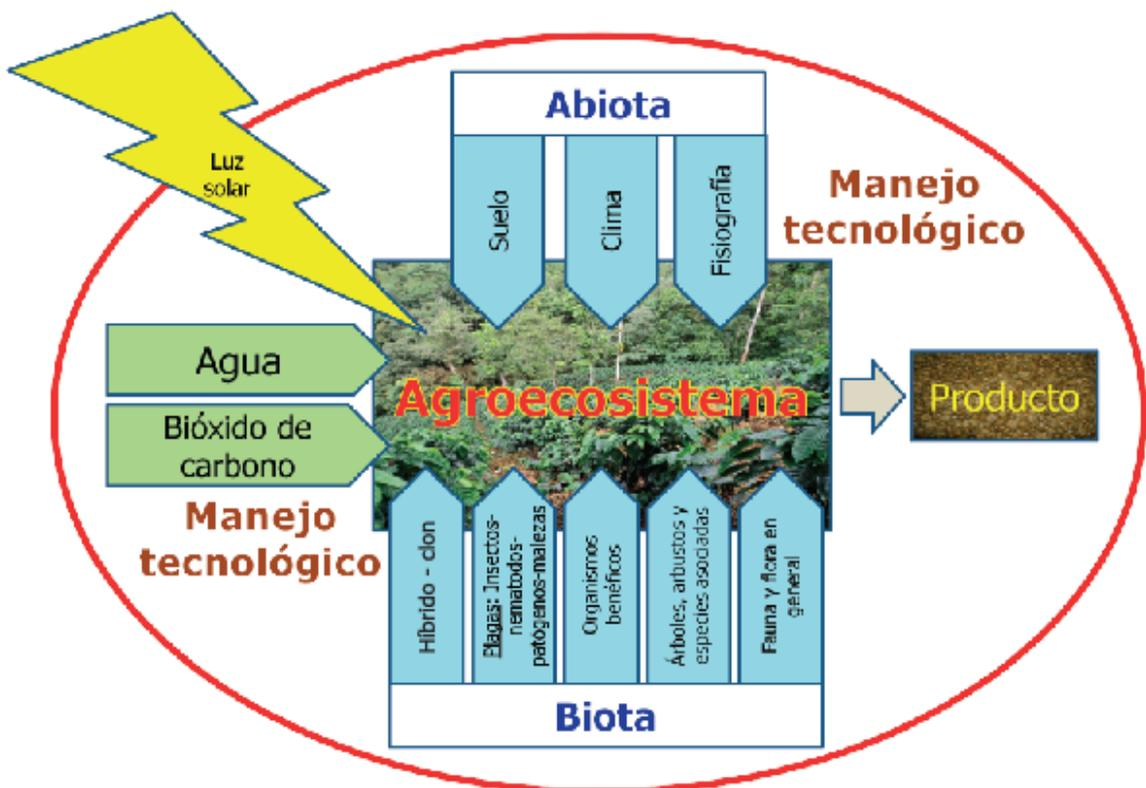 Abiota
Luz
solar
Suelo
Clima
Fisiografía
Manejo
tecnológico
Agua
Bióxido de
carbono
Agroecosistema
Producto
Manejo
tecnológico
Híbrido - clon
Plagas: Insectos-
nematodos-
patógenos-malezas
Organismos
benéficos
Árboles, arbustos y
especies asociadas
Fauna y flora en
general
Biota